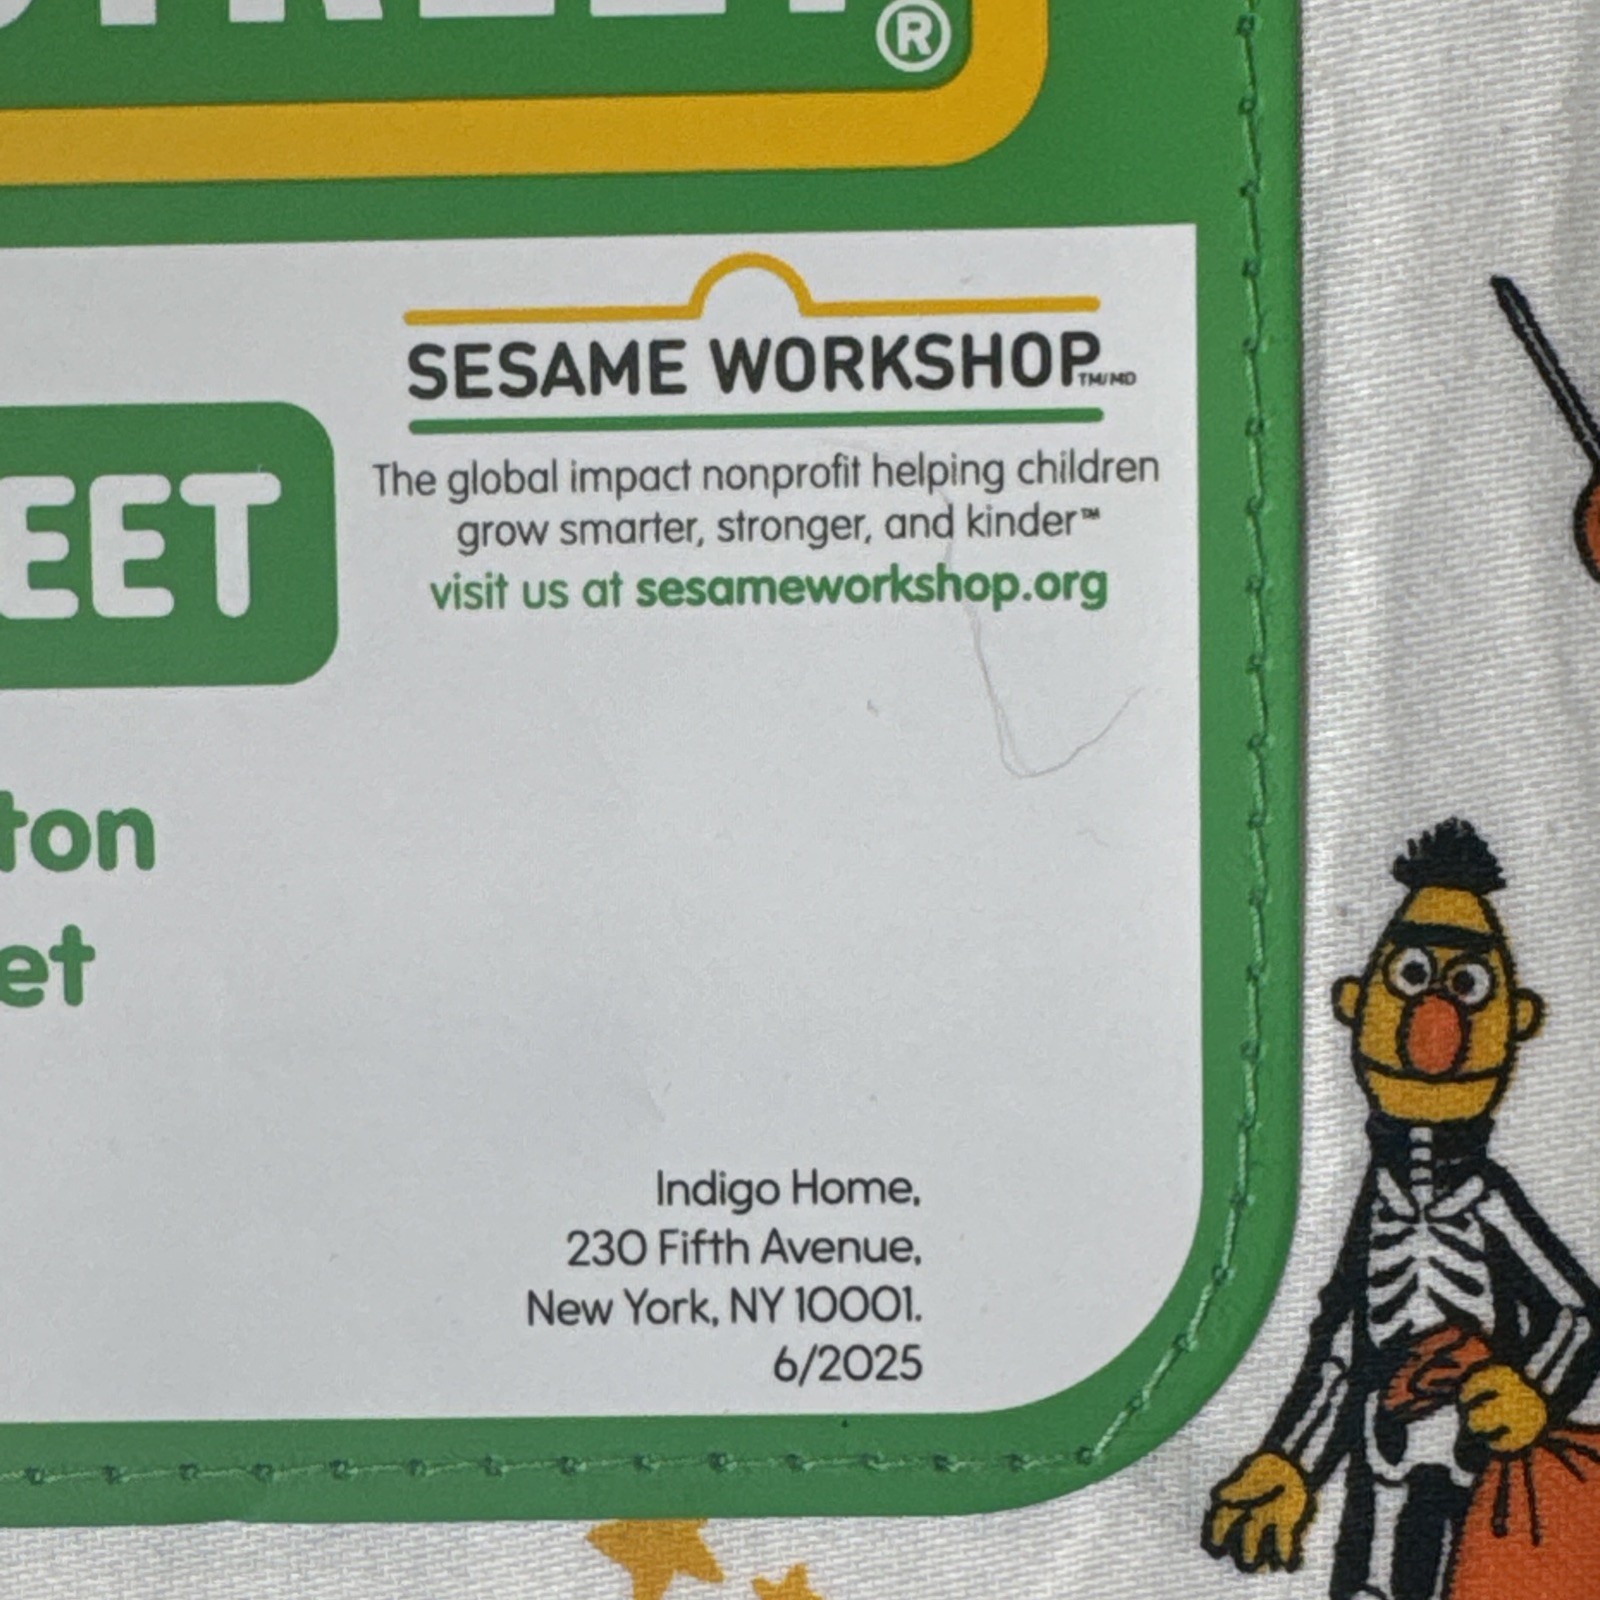 ®
SESAME WORKSHOP TM/MD
The global impact nonprofit helping children
grow smarter, stronger, and kinder™
visit us at sesameworkshop.org
EET
ton
et
Indigo Home,
230 Fifth Avenue,
New York, NY 10001.
6/2025